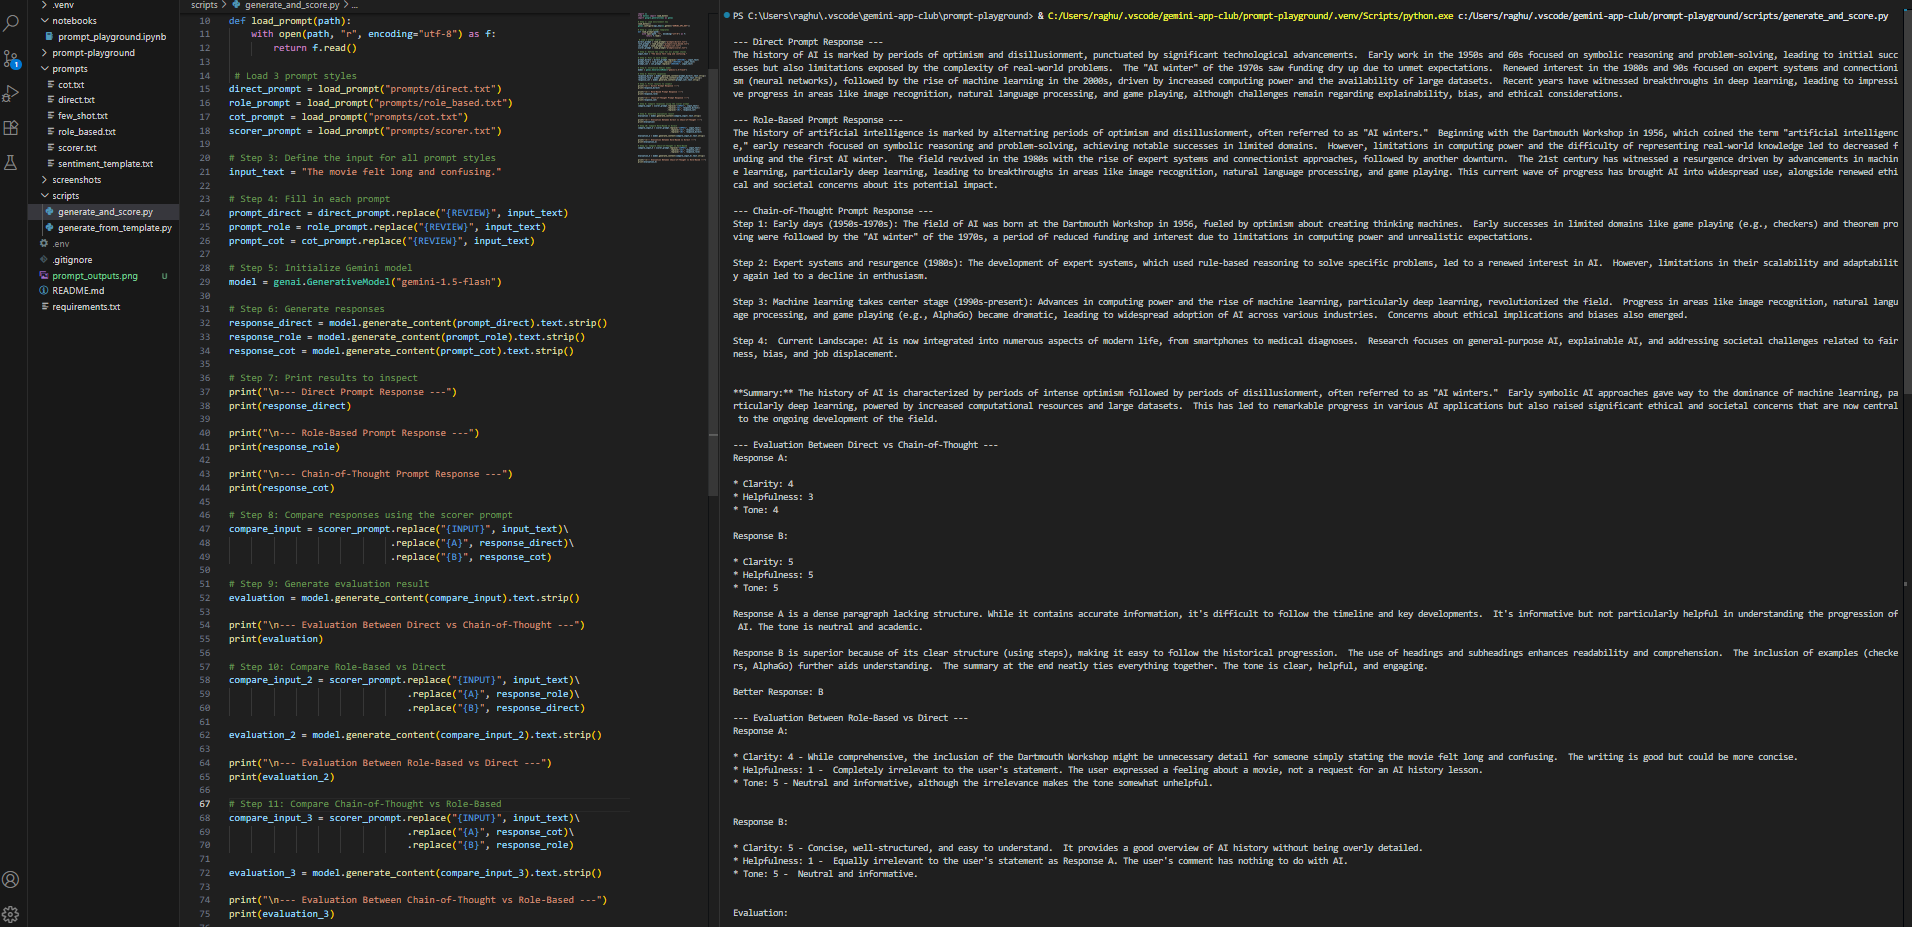 .venv
notebooks
prompt_playground.ipynb
prompt-playground
prompts
cot.txt
direct.txt
few_shot.txt
role_based.txt
scorer.txt
sentiment_template.txt
screenshots
scripts
generate_and_score.py
generate_from_template.py
.env
.gitignore
prompt_outputs.png U
README.md
requirements.txt
1
scripts > generate_and_score.py > ...
10 def load_prompt(path):
11 with open(path, "r", encoding="utf-8") as f:
12 return f.read()
13
14 # Load 3 prompt styles
15 direct_prompt = load_prompt("prompts/direct.txt")
16 role_prompt = load_prompt("prompts/role_based.txt")
17 cot_prompt = load_prompt("prompts/cot.txt")
18 scorer_prompt = load_prompt("prompts/scorer.txt")
19
20 # Step 3: Define the input for all prompt styles
21 input_text = "The movie felt long and confusing."
22
23 # Step 4: Fill in each prompt
24 prompt_direct = direct_prompt.replace("{REVIEW}", input_text)
25 prompt_role = role_prompt.replace("{REVIEW}", input_text)
26 prompt_cot = cot_prompt.replace("{REVIEW}", input_text)
27
28 # Step 5: Initialize Gemini model
29 model = genai.GenerativeModel("gemini-1.5-flash")
30
31 # Step 6: Generate responses
32 response_direct = model.generate_content(prompt_direct).text.strip()
33 response_role = model.generate_content(prompt_role).text.strip()
34 response_cot = model.generate_content(prompt_cot).text.strip()
35
36 # Step 7: Print results to inspect
37 print("\n--- Direct Prompt Response ---")
38 print(response_direct)
39
40 print("\n--- Role-Based Prompt Response ---")
41 print(response_role)
42
43 print("\n--- Chain-of-Thought Prompt Response ---")
44 print(response_cot)
45
46 # Step 8: Compare responses using the scorer prompt
47 compare_input = scorer_prompt.replace("{INPUT}", input_text)\
48 .replace("{A}", response_direct)\
49 .replace("{B}", response_cot)
50
51 # Step 9: Generate evaluation result
52 evaluation = model.generate_content(compare_input).text.strip()
53
54 print("\n--- Evaluation Between Direct vs Chain-of-Thought ---")
55 print(evaluation)
56
57 # Step 10: Compare Role-Based vs Direct
58 compare_input_2 = scorer_prompt.replace("{INPUT}", input_text)\
59 .replace("{A}", response_role)\
60 .replace("{B}", response_direct)
61
62 evaluation_2 = model.generate_content(compare_input_2).text.strip()
63
64 print("\n--- Evaluation Between Role-Based vs Direct ---")
65 print(evaluation_2)
66
67 # Step 11: Compare Chain-of-Thought vs Role-Based
68 compare_input_3 = scorer_prompt.replace("{INPUT}", input_text)\
69 .replace("{A}", response_cot)\
70 .replace("{B}", response_role)
71
72 evaluation_3 = model.generate_content(compare_input_3).text.strip()
73
74 print("\n--- Evaluation Between Chain-of-Thought vs Role-Based ---")
75 print(evaluation_3)
PS C:\Users\raghu\.vscode\gemini-app-club\prompt-playground> & C:/Users/raghu/.vscode/gemini-app-club/prompt-playground/.venv/Scripts/python.exe c:/Users/raghu/.vscode/gemini-app-club/prompt-playground/scripts/generate_and_score.py
--- Direct Prompt Response ---
The history of AI is marked by periods of optimism and disillusionment, punctuated by significant technological advancements. Early work in the 1950s and 60s focused on symbolic reasoning and problem-solving, leading to initial succ
esses but also limitations exposed by the complexity of real-world problems. The "AI winter" of the 1970s saw funding dry up due to unmet expectations. Renewed interest in the 1980s and 90s focused on expert systems and connectioni
sm (neural networks), followed by the rise of machine learning in the 2000s, driven by increased computing power and the availability of large datasets. Recent years have witnessed breakthroughs in deep learning, leading to impressi
ve progress in areas like image recognition, natural language processing, and game playing, although challenges remain regarding explainability, bias, and ethical considerations.
--- Role-Based Prompt Response ---
The history of artificial intelligence is marked by alternating periods of optimism and disillusionment, often referred to as "AI winters." Beginning with the Dartmouth Workshop in 1956, which coined the term "artificial intelligenc
e," early research focused on symbolic reasoning and problem-solving, achieving notable successes in limited domains. However, limitations in computing power and the difficulty of representing real-world knowledge led to decreased f
unding and the first AI winter. The field revived in the 1980s with the rise of expert systems and connectionist approaches, followed by another downturn. The 21st century has witnessed a resurgence driven by advancements in machin
e learning, particularly deep learning, leading to breakthroughs in areas like image recognition, natural language processing, and game playing. This current wave of progress has brought AI into widespread use, alongside renewed ethi
cal and societal concerns about its potential impact.
--- Chain-of-Thought Prompt Response ---
Step 1: Early days (1950s-1970s): The field of AI was born at the Dartmouth Workshop in 1956, fueled by optimism about creating thinking machines. Early successes in limited domains like game playing (e.g., checkers) and theorem pro
ving were followed by the "AI winter" of the 1970s, a period of reduced funding and interest due to limitations in computing power and unrealistic expectations.
Step 2: Expert systems and resurgence (1980s): The development of expert systems, which used rule-based reasoning to solve specific problems, led to a renewed interest in AI. However, limitations in their scalability and adaptabilit
y again led to a decline in enthusiasm.
Step 3: Machine learning takes center stage (1990s-present): Advances in computing power and the rise of machine learning, particularly deep learning, revolutionized the field. Progress in areas like image recognition, natural langu
age processing, and game playing (e.g., AlphaGo) became dramatic, leading to widespread adoption of AI across various industries. Concerns about ethical implications and biases also emerged.
Step 4: Current Landscape: AI is now integrated into numerous aspects of modern life, from smartphones to medical diagnoses. Research focuses on general-purpose AI, explainable AI, and addressing societal challenges related to fair
ness, bias, and job displacement.
**Summary:** The history of AI is characterized by periods of intense optimism followed by periods of disillusionment, often referred to as "AI winters." Early symbolic AI approaches gave way to the dominance of machine learning, pa
rticularly deep learning, powered by increased computational resources and large datasets. This has led to remarkable progress in various AI applications but also raised significant ethical and societal concerns that are now central
to the ongoing development of the field.
--- Evaluation Between Direct vs Chain-of-Thought ---
Response A:
* Clarity: 4
* Helpfulness: 3
* Tone: 4
Response B:
* Clarity: 5
* Helpfulness: 5
* Tone: 5
Response A is a dense paragraph lacking structure. While it contains accurate information, it's difficult to follow the timeline and key developments. It's informative but not particularly helpful in understanding the progression of
AI. The tone is neutral and academic.
Response B is superior because of its clear structure (using steps), making it easy to follow the historical progression. The use of headings and subheadings enhances readability and comprehension. The inclusion of examples (checke
rs, AlphaGo) further aids understanding. The summary at the end neatly ties everything together. The tone is clear, helpful, and engaging.
Better Response: B
--- Evaluation Between Role-Based vs Direct ---
Response A:
* Clarity: 4 - While comprehensive, the inclusion of the Dartmouth Workshop might be unnecessary detail for someone simply stating the movie felt long and confusing. The writing is good but could be more concise.
* Helpfulness: 1 - Completely irrelevant to the user's statement. The user expressed a feeling about a movie, not a request for an AI history lesson.
* Tone: 5 - Neutral and informative, although the irrelevance makes the tone somewhat unhelpful.
Response B:
* Clarity: 5 - Concise, well-structured, and easy to understand. It provides a good overview of AI history without being overly detailed.
* Helpfulness: 1 - Equally irrelevant to the user's statement as Response A. The user's comment has nothing to do with AI.
* Tone: 5 - Neutral and informative.
Evaluation: